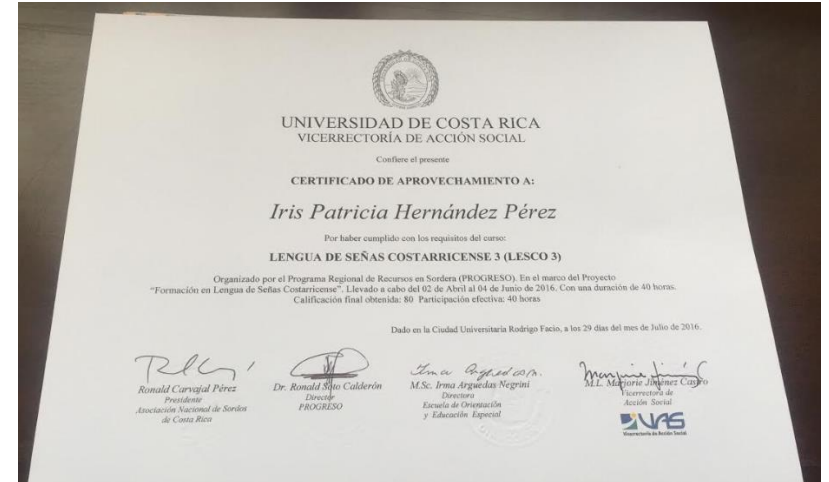 UNIVERSIDAD DE COSTA RICA
VICERRECTORÍA DE ACCIÓN SOCIAL
Confiere el presente
CERTIFICADO DE APROVECHAMIENTO A:
Iris Patricia Hernández Pérez
Por haber cumplido con los requisitos del curso:
LENGUA DE SEÑAS COSTARRICENSE 3 (LESCO 3)
Organizado por el Programa Regional de Recursos en Sordera (PROGRESO). En el marco del Proyecto
“Formación en Lengua de Señas Costarricense”. Llevado a cabo del 02 de Abril al 04 de Junio de 2016. Con una duración de 40 horas.
Calificación final obtenida: 80 Participación efectiva: 40 horas
Dado en la Ciudad Universitaria Rodrigo Facio, a los 29 días del mes de Julio de 2016.
Ronald Carvajal Pérez
Presidente
Asociación Nacional de Sordos
de Costa Rica
Dr. Ronald Soto Calderón
Director
PROGRESO
M.Sc. Irma Arguedas Negrini
Directora
Escuela de Orientación
y Educación Especial
M.L. Marjorie Jiménez Castro
Vicerrectora de
Acción Social
VAS
Vicerrectoría de Acción Social